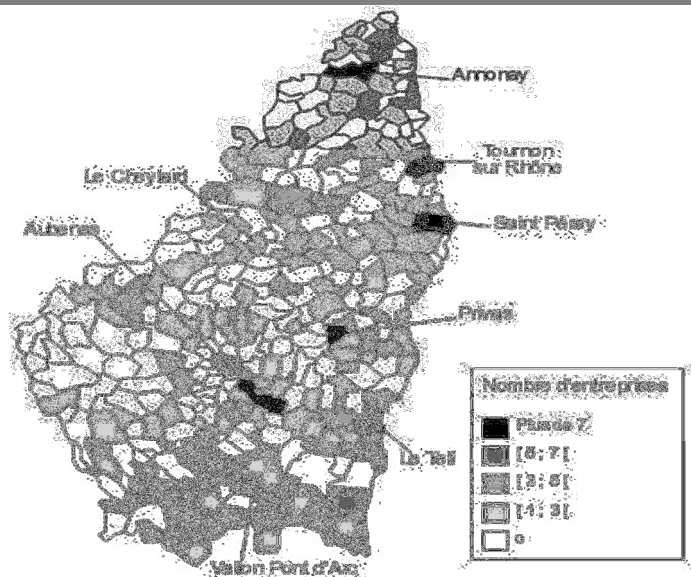 Annonay
Tournon
sur Rhône
Le Cheylard
Saint Péray
Aubenas
Privas
Nombre d'entreprises
Plus de 7
[5 ; 7 [
[3 ; 5 [
[1 ; 3 [
0
Le Teil
Vallon Pont d'Arc